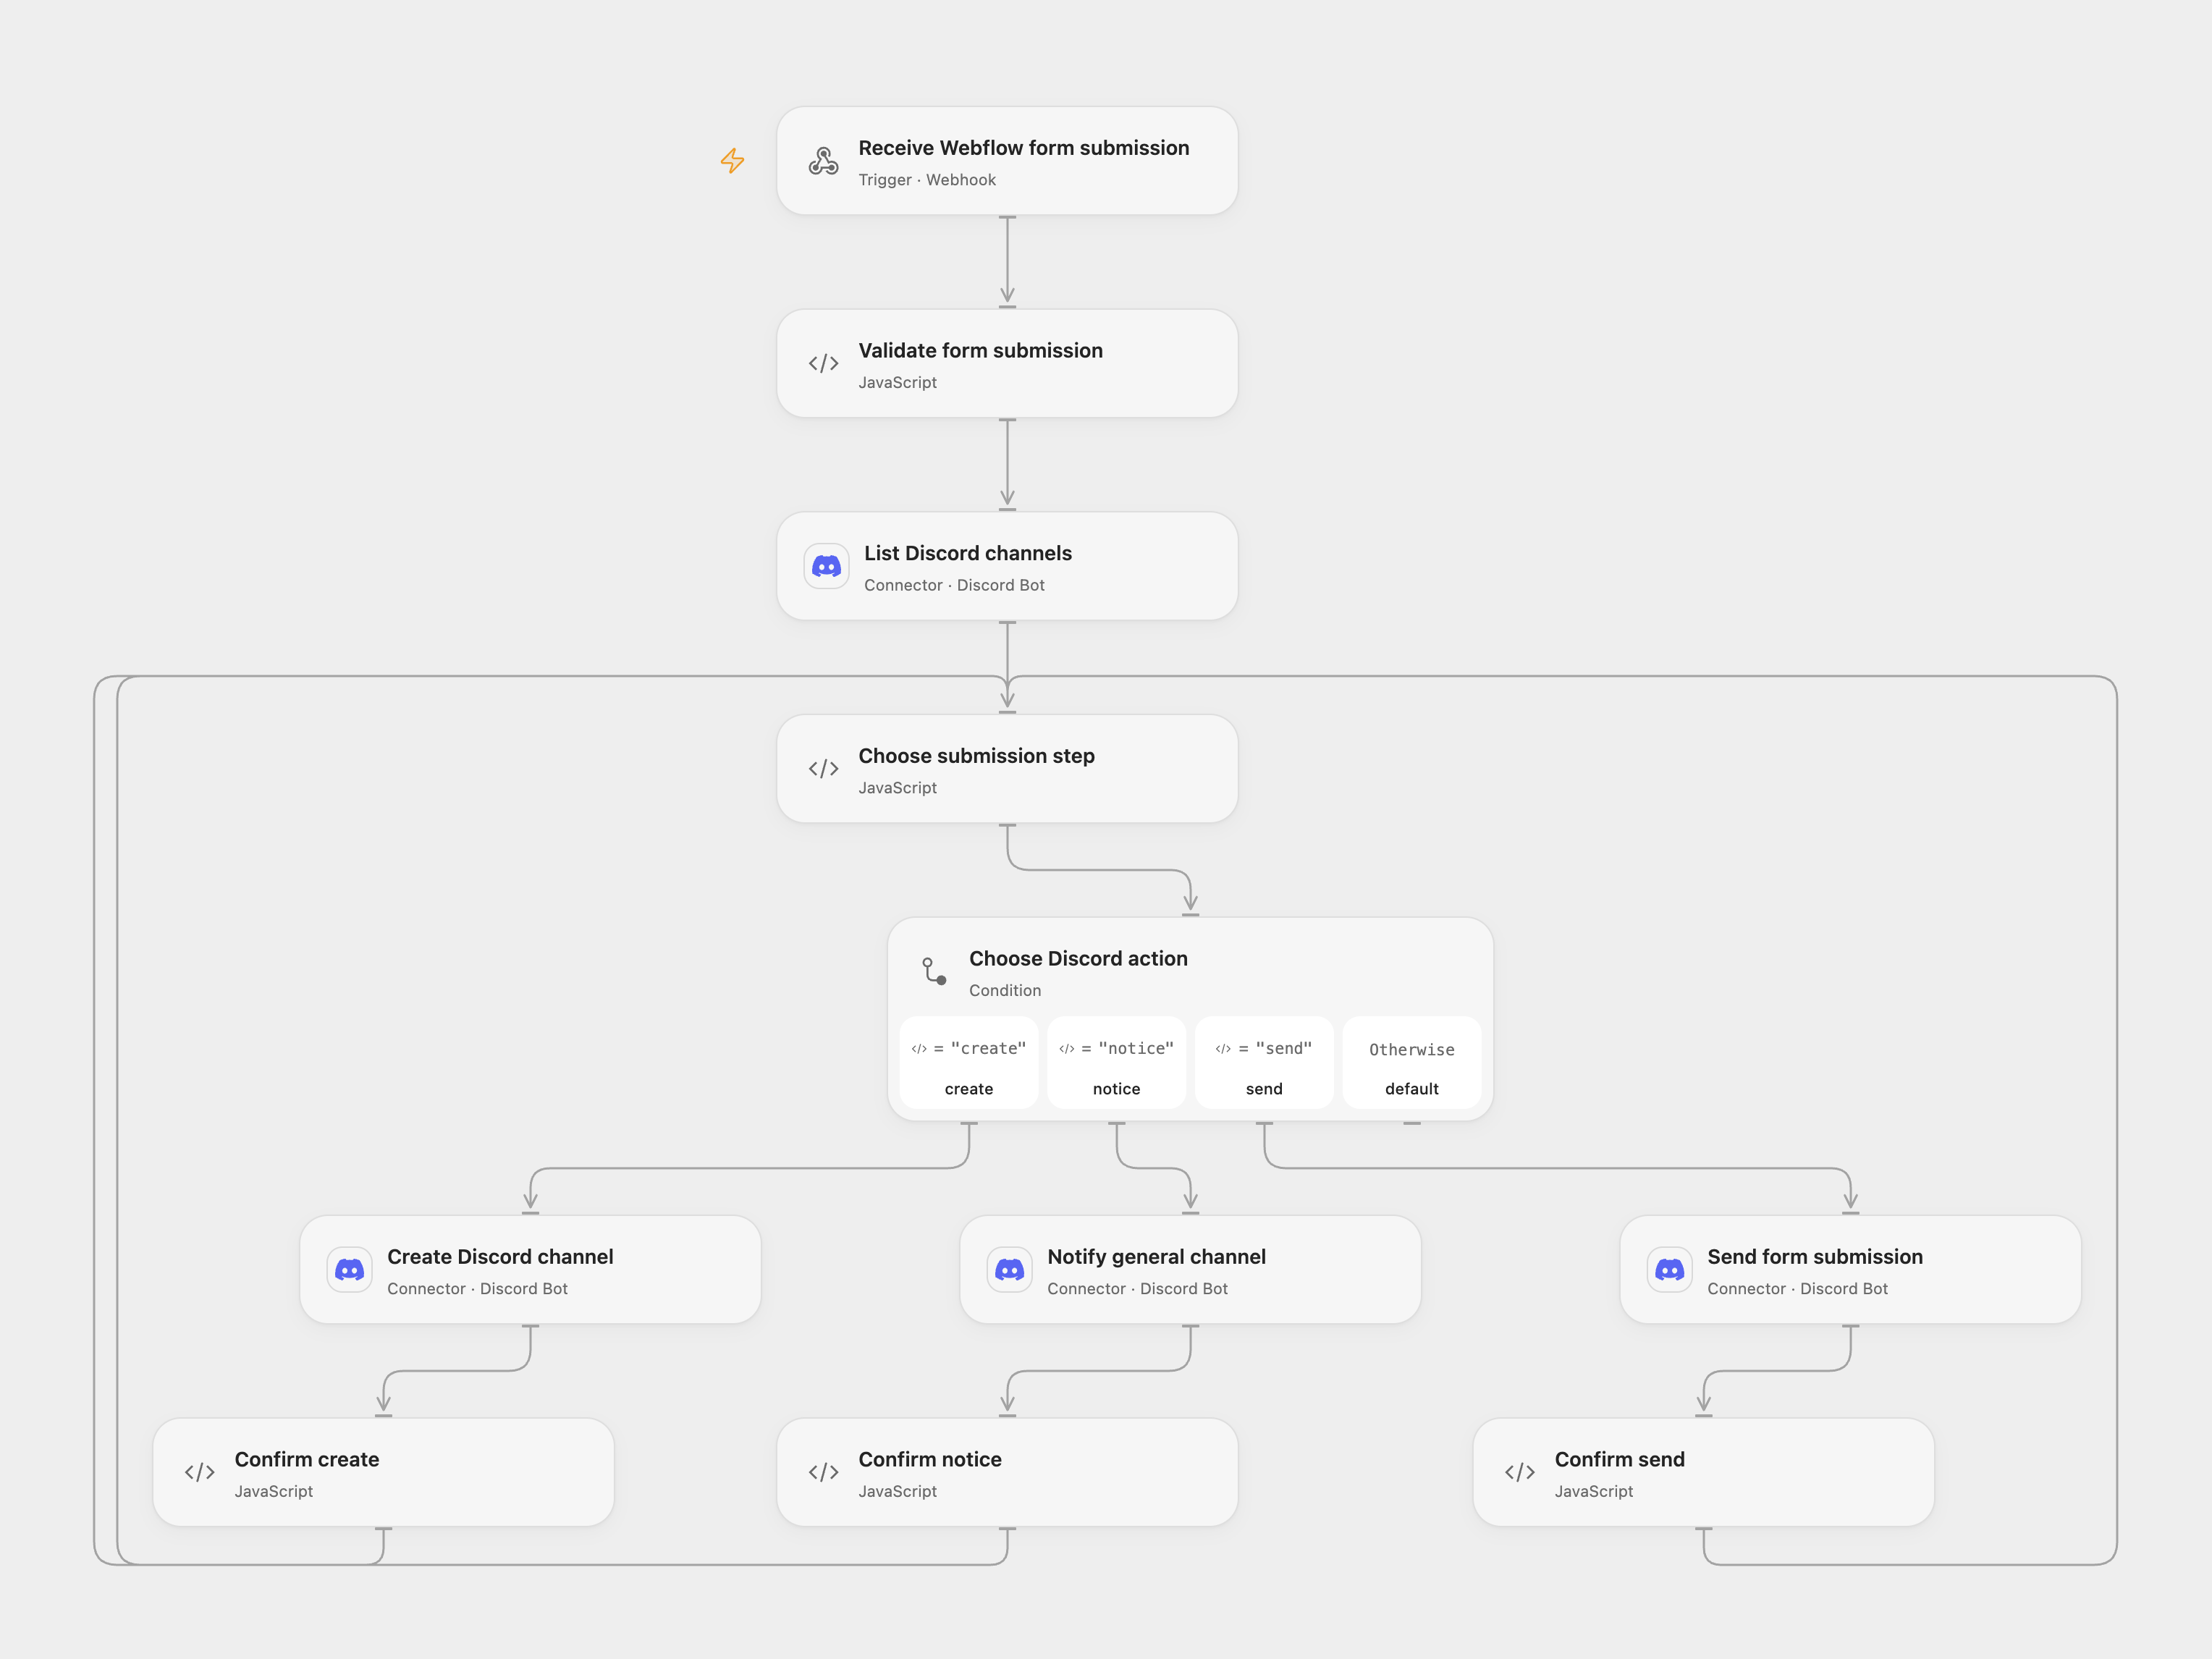 Receive Webflow form submission
Trigger · Webhook
Validate form submission
JavaScript
List Discord channels
Connector · Discord Bot
Choose submission step
JavaScript
Choose Discord action
Condition
</> = "create"
create
</> = "notice"
notice
</> = "send"
send
Otherwise
default
Create Discord channel
Connector · Discord Bot
Notify general channel
Connector · Discord Bot
Send form submission
Connector · Discord Bot
Confirm create
JavaScript
Confirm notice
JavaScript
Confirm send
JavaScript